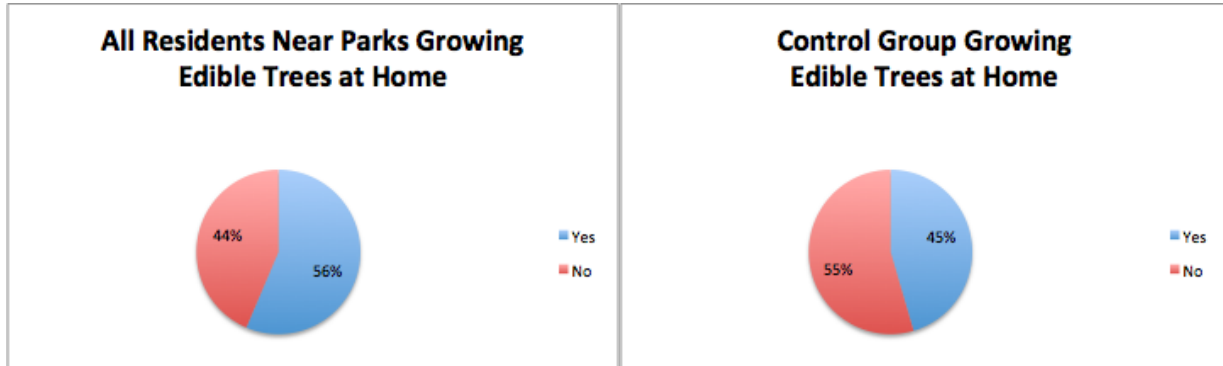 All Residents Near Parks Growing
Edible Trees at Home
44%
56%
Yes
No
Control Group Growing
Edible Trees at Home
45%
55%
Yes
No